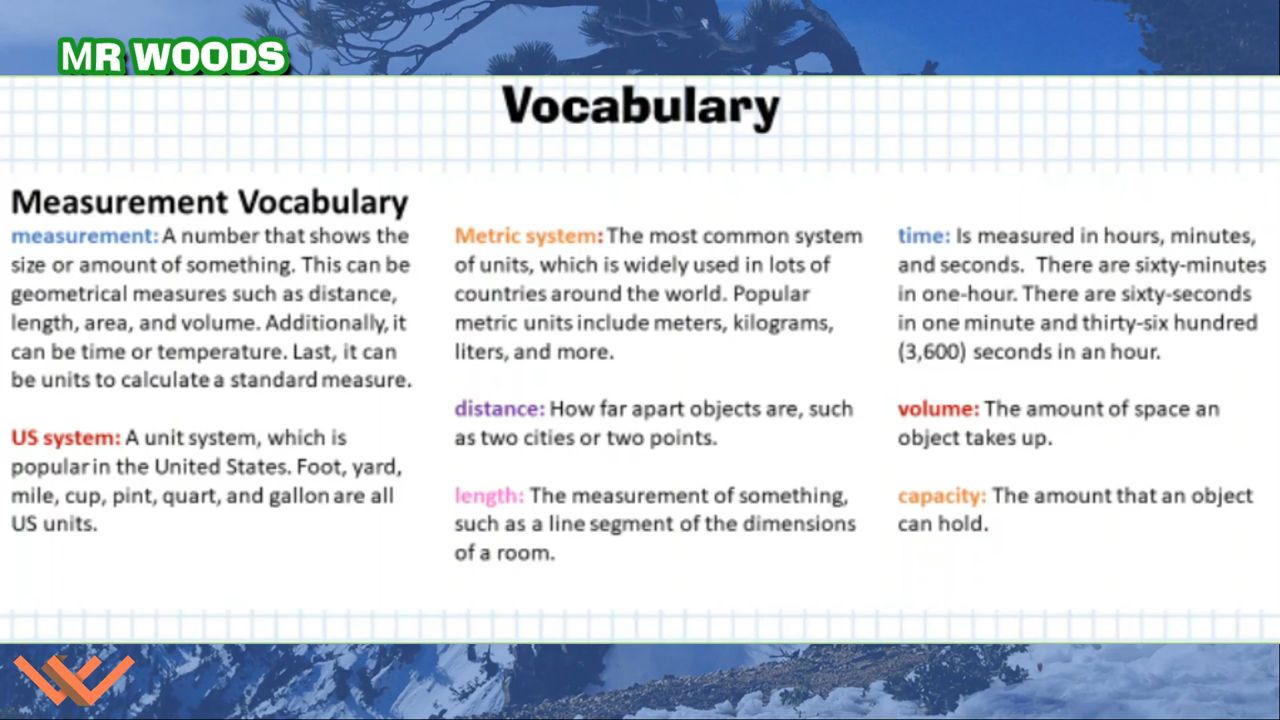 MR WOODS
Vocabulary
Measurement Vocabulary
measurement: A number that shows the
size or amount of something. This can be
geometrical measures such as distance,
length, area, and volume. Additionally, it
can be time or temperature. Last, it can
be units to calculate a standard measure.
US system: A unit system, which is
popular in the United States. Foot, yard,
mile, cup, pint, quart, and gallon are all
US units.
Metric system: The most common system
of units, which is widely used in lots of
countries around the world. Popular
metric units include meters, kilograms,
liters, and more.
distance: How far apart objects are, such
as two cities or two points.
length: The measurement of something,
such as a line segment of the dimensions
of a room.
time: Is measured in hours, minutes,
and seconds.  There are sixty-minutes
in one-hour. There are sixty-seconds
in one minute and thirty-six hundred
(3,600) seconds in an hour.
volume: The amount of space an
object takes up.
capacity: The amount that an object
can hold.